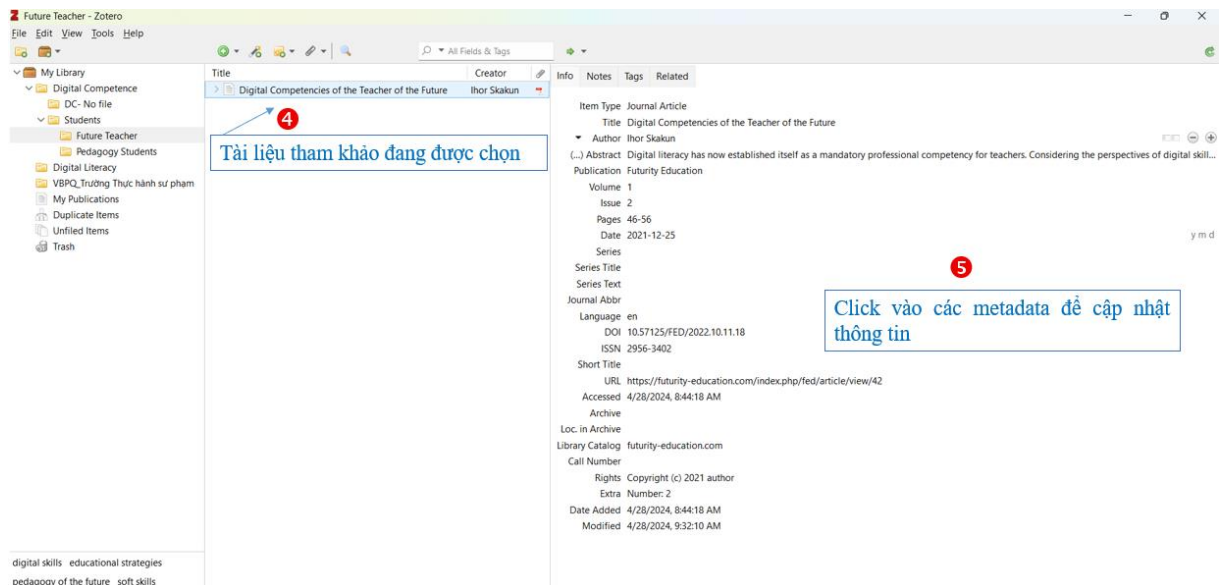 Future Teacher - Zotero
File Edit View Tools Help
All Fields & Tags
My Library
Digital Competence
DC- No file
Students
Future Teacher
Pedagogy Students
Digital Literacy
VBPQ_Trường Thực hành sư phạm
My Publications
Duplicate Items
Unfiled Items
Trash
digital skills educational strategies
pedagogy of the future soft skills
Title Creator
Digital Competencies of the Teacher of the Future Ihor Skakun
4
Tài liệu tham khảo đang được chọn
Info Notes Tags Related
Item Type Journal Article
Title Digital Competencies of the Teacher of the Future
Author Ihor Skakun
(...) Abstract Digital literacy has now established itself as a mandatory professional competency for teachers. Considering the perspectives of digital skill...
Publication Futurity Education
Volume 1
Issue 2
Pages 46-56
Date 2021-12-25 y m d
Series
Series Title
Series Text
Journal Abbr
Language en
DOI 10.57125/FED/2022.10.11.18
ISSN 2956-3402
Short Title
URL https://futurity-education.com/index.php/fed/article/view/42
Accessed 4/28/2024, 8:44:18 AM
Archive
Loc. in Archive
Library Catalog futurity-education.com
Call Number
Rights Copyright (c) 2021 author
Extra Number: 2
Date Added 4/28/2024, 8:44:18 AM
Modified 4/28/2024, 9:32:10 AM
5
Click vào các metadata để cập nhật
thông tin